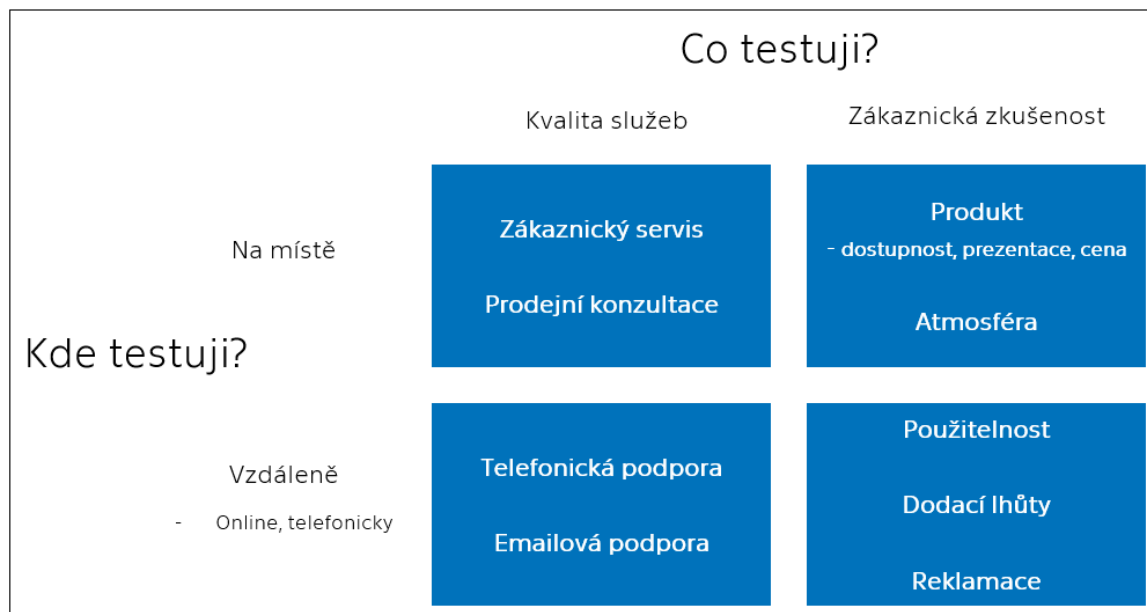 Co testuji?
Kvalita služeb
Zákaznická zkušenost
Na místě
Zákaznický servis
Prodejní konzultace
Produkt
- dostupnost, prezentace, cena
Atmosféra
Kde testuji?
Vzdáleně
- Online, telefonicky
Telefonická podpora
Emailová podpora
Použitelnost
Dodací lhůty
Reklamace